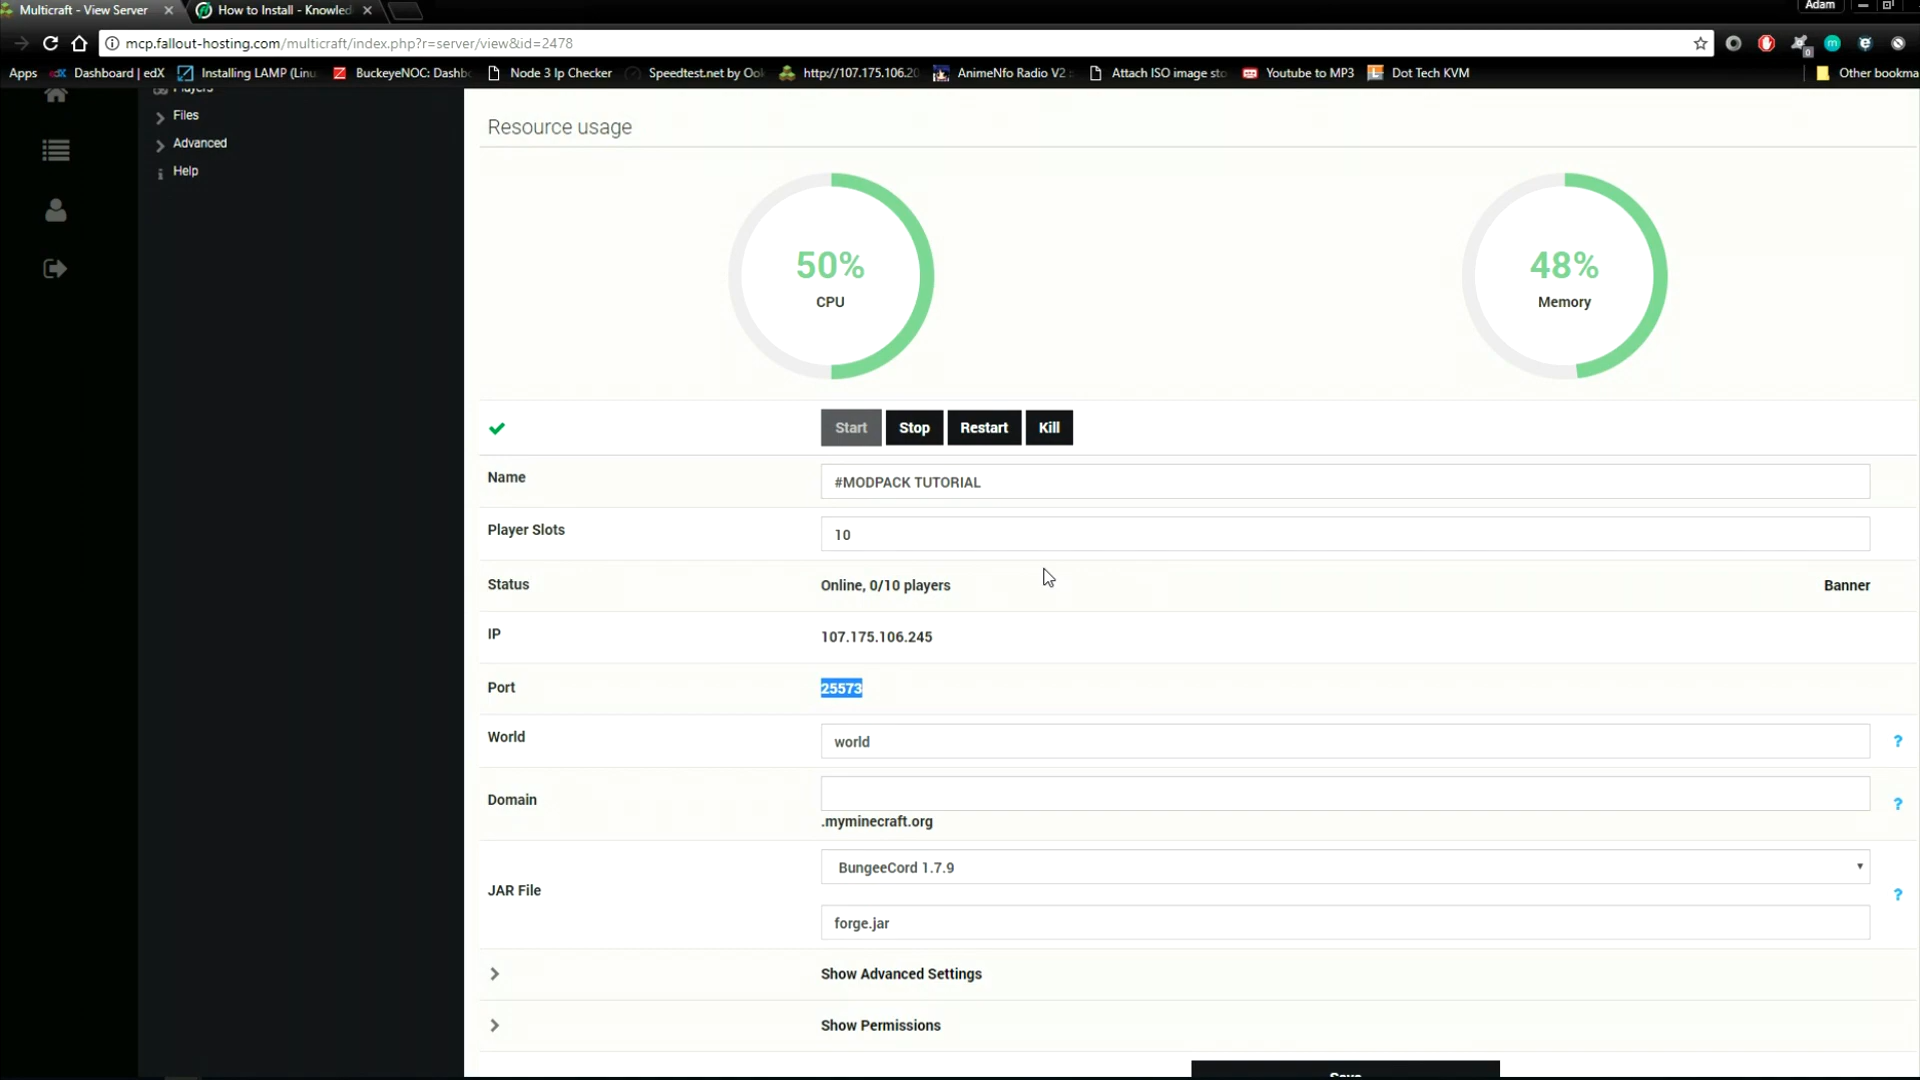 Multicraft - View Server
How to Install - Knowled
Adam
mcp.fallout-hosting.com/multicraft/index.php?r=server/view&id=2478
Apps
Dashboard | edX
Installing LAMP (Linu
BuckeyeNOC: Dashb
Node 3 Ip Checker
Speedtest.net by Ook
http://107.175.106.20
AnimeNfo Radio V2 :
Attach ISO image sto
Youtube to MP3
Dot Tech KVM
Other bookma
Players
Files
Advanced
Help
Resource usage
50%
CPU
48%
Memory
Start
Stop
Restart
Kill
Name
#MODPACK TUTORIAL
Player Slots
10
Status
Online, 0/10 players
Banner
IP
107.175.106.245
Port
25573
World
world
?
Domain
.myminecraft.org
?
JAR File
BungeeCord 1.7.9
forge.jar
?
Show Advanced Settings
Show Permissions
Save